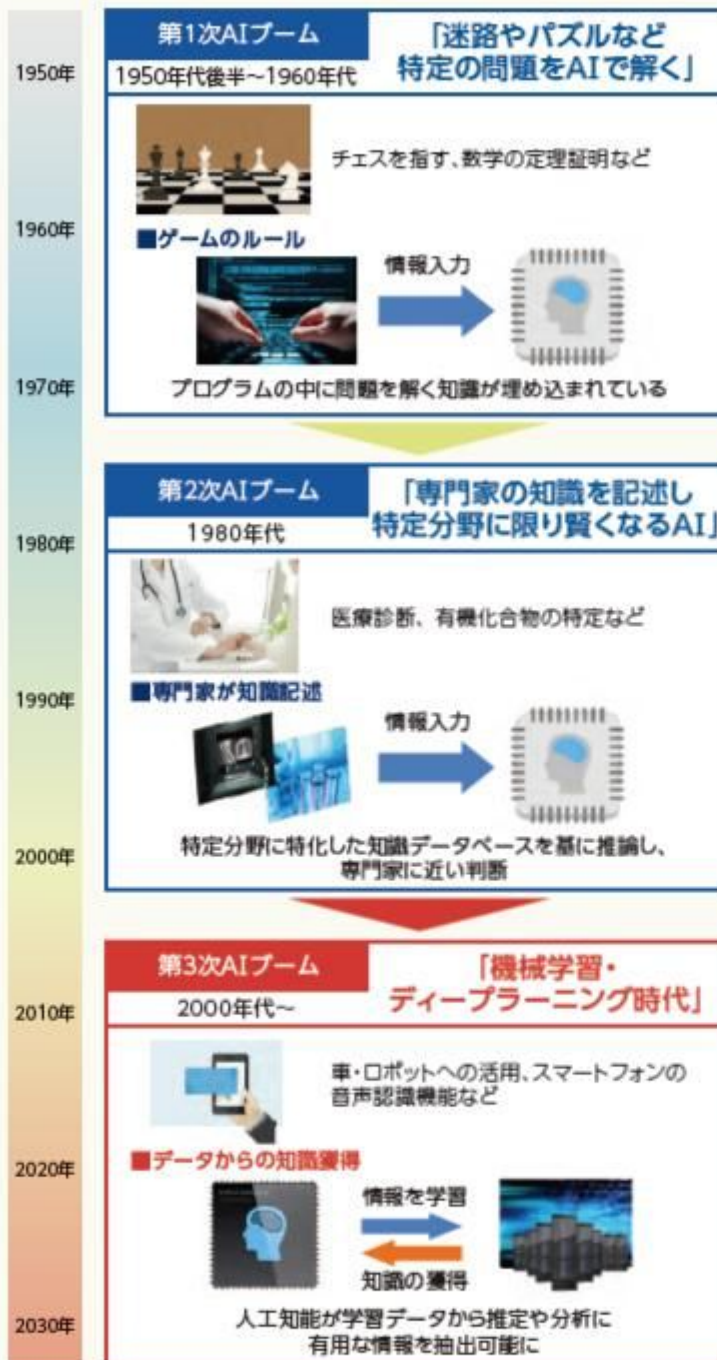 1950年
1960年
1970年
1980年
1990年
2000年
2010年
2020年
2030年
第1次AIブーム
1950年代後半～1960年代
「迷路やパズルなど
特定の問題をAIで解く」
チェスを指す、数学の定理証明など
■ゲームのルール
情報入力
プログラムの中に問題を解く知識が埋め込まれている
第2次AIブーム
1980年代
「専門家の知識を記述し
特定分野に限り賢くなるAI」
医療診断、有機化合物の特定など
■専門家が知識記述
情報入力
特定分野に特化した知識データベースを基に推論し、
専門家に近い判断
第3次AIブーム
2000年代～
「機械学習・
ディープラーニング時代」
車・ロボットへの活用、スマートフォンの
音声認識機能など
■データからの知識獲得
情報を学習
知識の獲得
人工知能が学習データから推定や分析に
有用な情報を抽出可能に